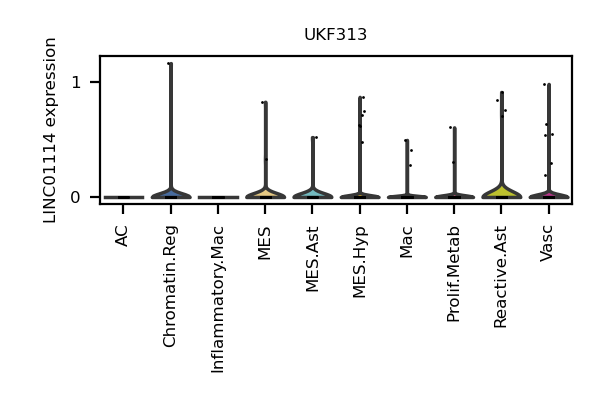 UKF313
LINC01114 expression
1
0
AC
Chromatin.Reg
Inflammatory.Mac
MES
MES.Ast
MES.Hyp
Mac
Prolif.Metab
Reactive.Ast
Vasc